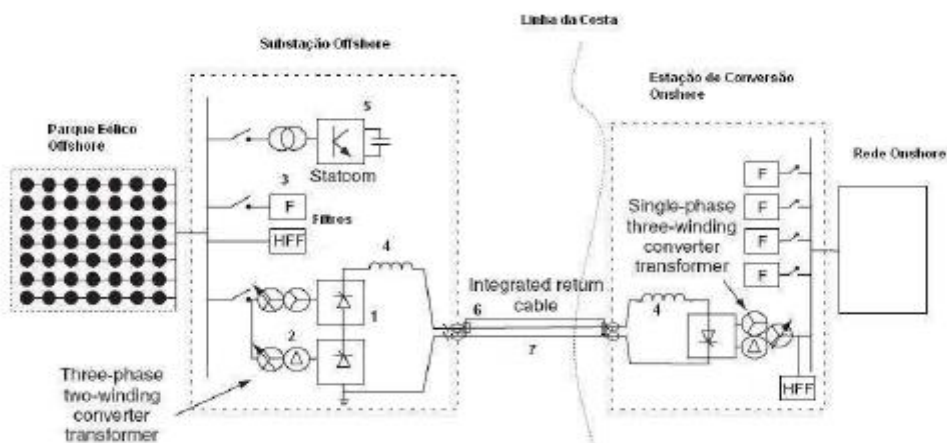 Linha da Costa
Substação Offshore
Estação de Conversão
Onshore
Parque Eólico
Offshore
Rede Onshore
5
Statcom
3
F
Filtres
HFF
4
1
2
Three-phase
two-winding
converter
transformer
Integrated return
cable
6
7
F
F
F
F
Single-phase
three-winding
converter
transformer
4
HFF